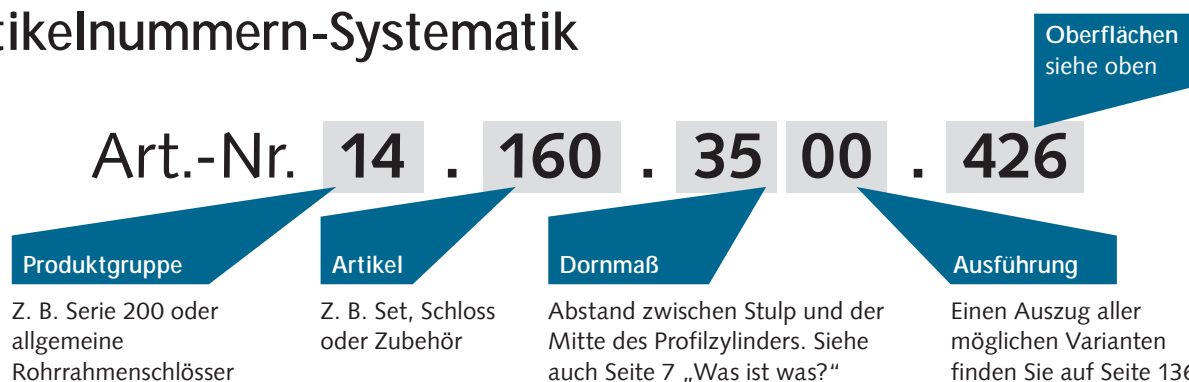 tikelnummern-Systematik
Oberflächen
siehe oben
Art.-Nr. 14 . 160 . 35 00 . 426
Produktgruppe
Z. B. Serie 200 oder
allgemeine
Rohrrahmenschlösser
Artikel
Z. B. Set, Schloss
oder Zubehör
Dornmaß
Abstand zwischen Stulp und der
Mitte des Profilzylinders. Siehe
auch Seite 7 „Was ist was?“
Ausführung
Einen Auszug aller
möglichen Varianten
finden Sie auf Seite 136